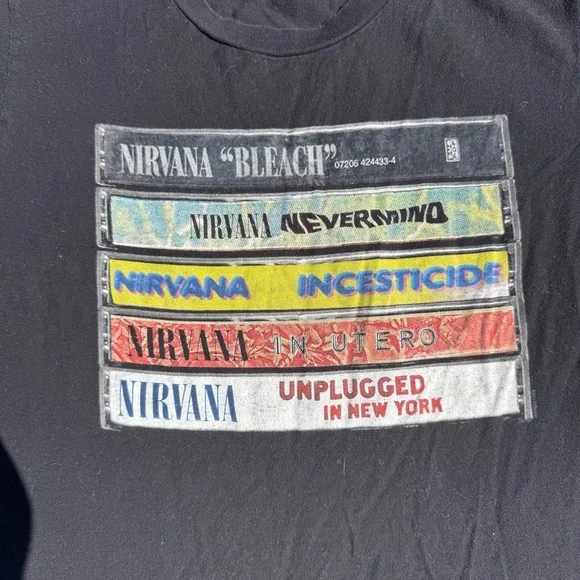 NIRVANA "BLEACH" 07206 424433-4
NIRVANA NEVERMIND
NIRVANA INCESTICIDE
NIRVANA IN UTERO
NIRVANA UNPLUGGED
IN NEW YORK